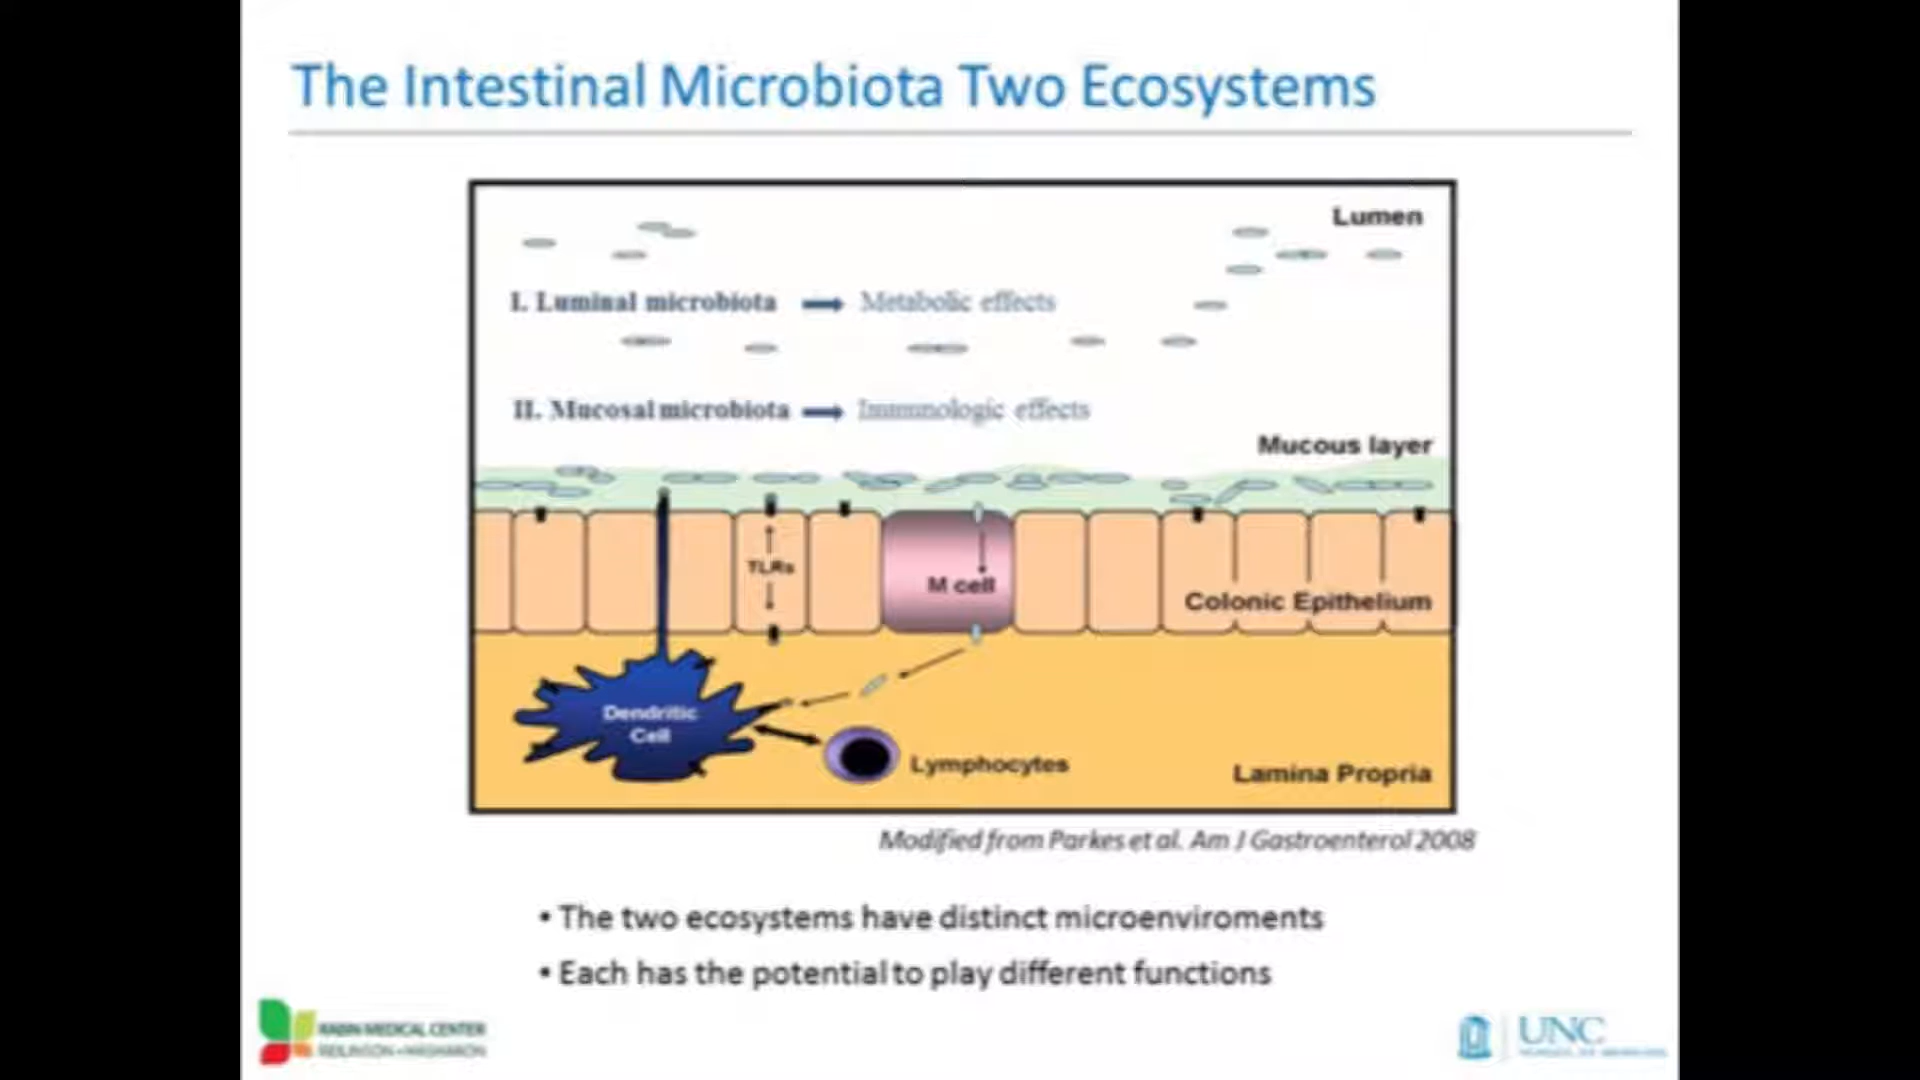 The Intestinal Microbiota Two Ecosystems
Lumen
I. Luminal microbiota Metabolic effects
II. Mucosal microbiota Immunologic effects
Mucous layer
TLRs
M cell
Colonic Epithelium
Dendritic
Cell
Lymphocytes
Lamina Propria
Modified from Parkes et al. Am J Gastroenterol 2008
• The two ecosystems have distinct microenviroments
• Each has the potential to play different functions
RABIN MEDICAL CENTER
BEILINSON • HASHARON
UNC